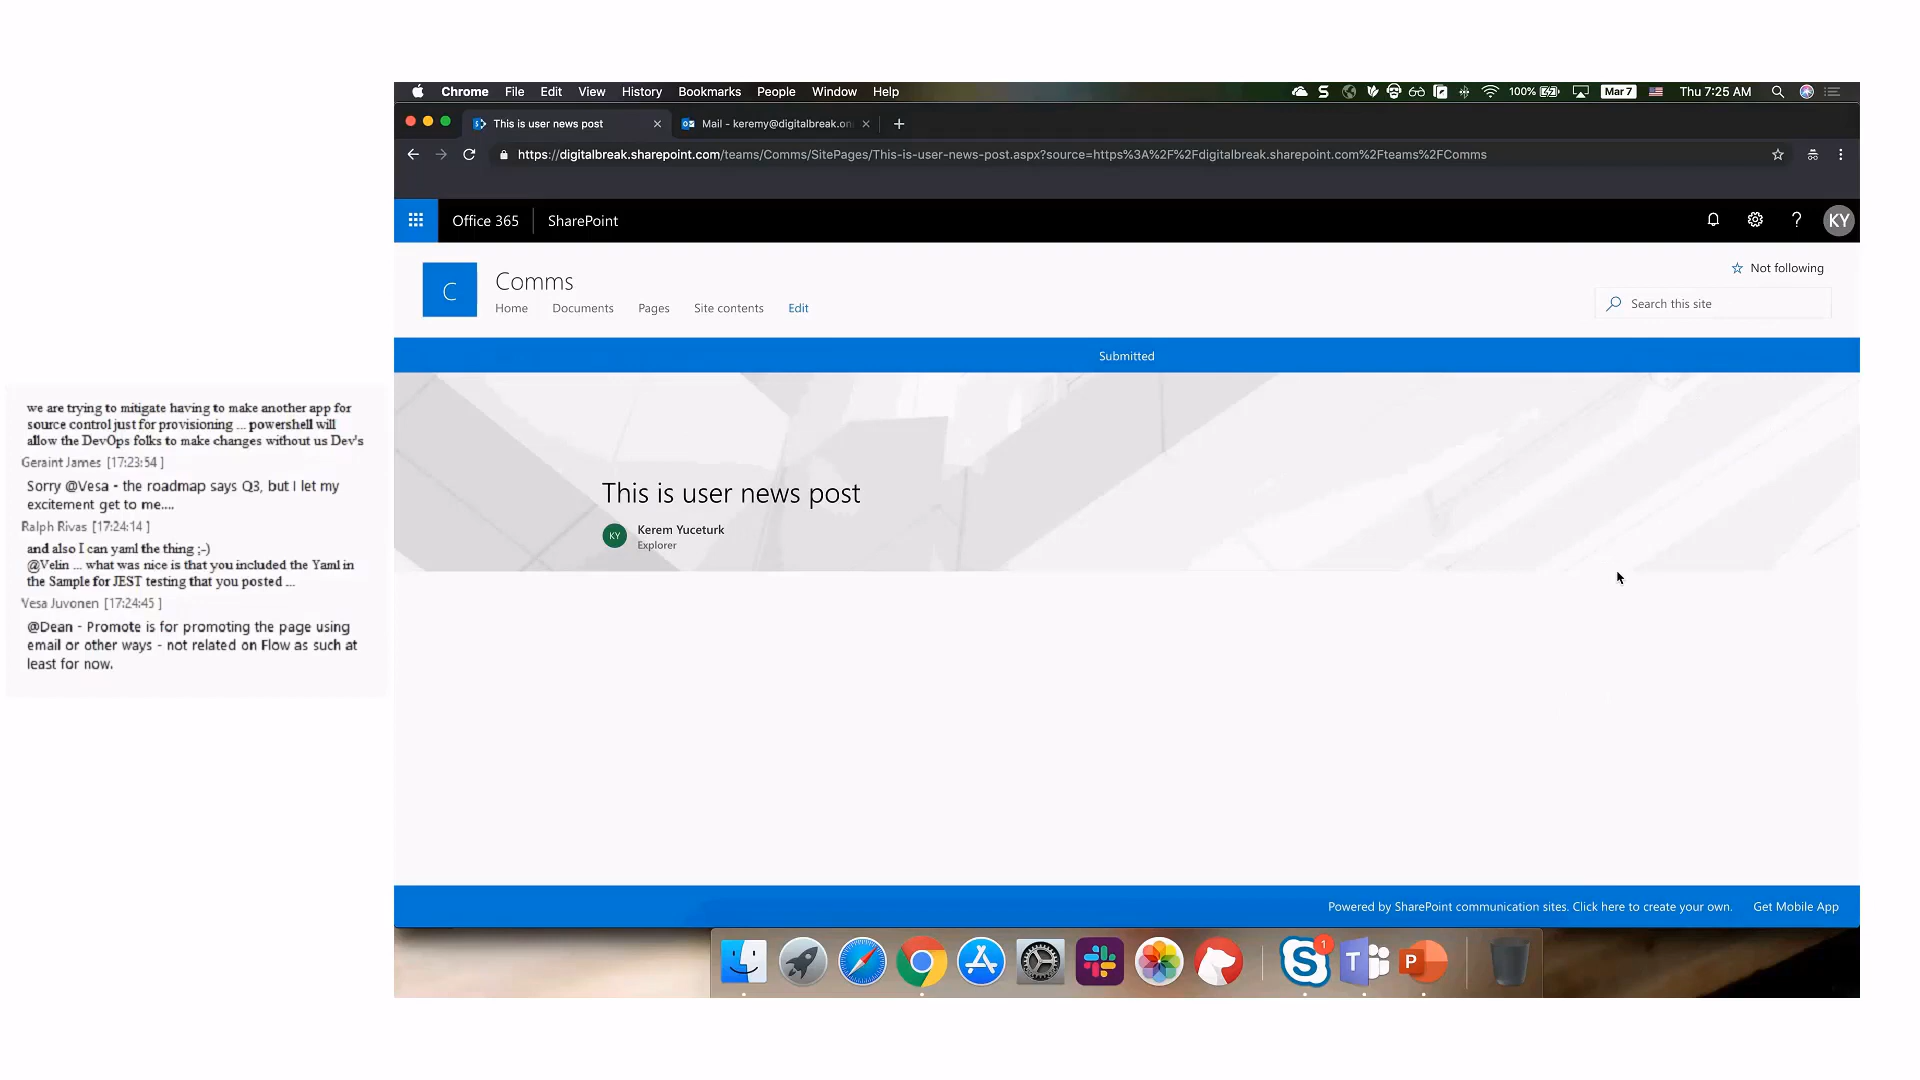 we are trying to mitigate having to make another app for
source control just for provisioning ... powershell will
allow the DevOps folks to make changes without us Dev's
Geraint James [17:23:54 ]
Sorry @Vesa - the roadmap says Q3, but I let my
excitement get to me....
Ralph Rivas [17:24:14 ]
and also I can yaml the thing ;-)
@Velin ... what was nice is that you included the Yaml in
the Sample for JEST testing that you posted ...
Vesa Juvonen [17:24:45 ]
@Dean - Promote is for promoting the page using
email or other ways - not related on Flow as such at
least for now.
Chrome File Edit View History Bookmarks People Window Help 100% Mar 7 Thu 7:25 AM
This is user news post Mail - keremy@digitalbreak.on
https://digitalbreak.sharepoint.com/teams/Comms/SitePages/This-is-user-news-post.aspx?source=https%3A%2F%2Fdigitalbreak.sharepoint.com%2Fteams%2FComms
Office 365 SharePoint ? KY
Not following
C Comms
Home Documents Pages Site contents Edit
Search this site
Submitted
This is user news post
KY Kerem Yuceturk
Explorer
Powered by SharePoint communication sites. Click here to create your own. Get Mobile App
S 1 T P